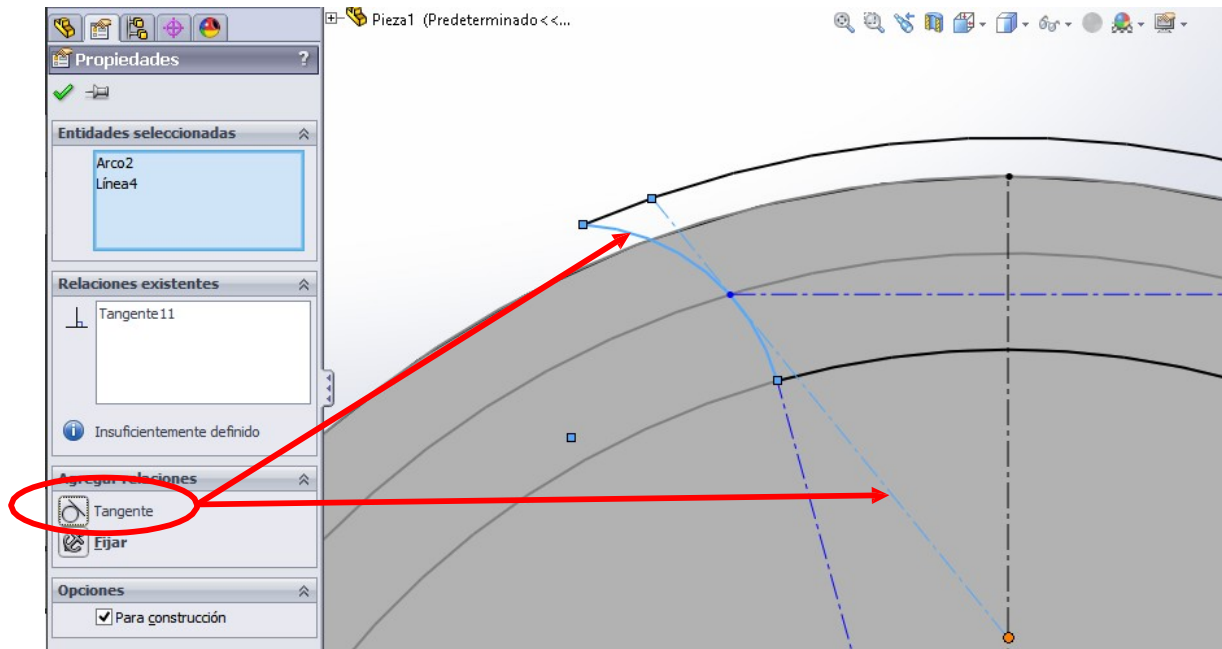 Pieza1 (Predeterminado<<...
Propiedades ?
Entidades seleccionadas
Arco2
Línea4
Relaciones existentes
Tangente11
Insuficientemente definido
Agregar relaciones
Tangente
Fijar
Opciones
Para construcción